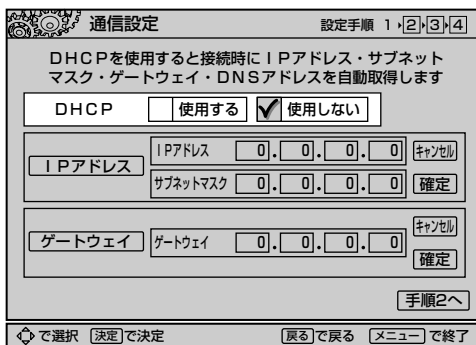 通信設定 設定手順 1 2 3 4
DHCPを使用すると接続時にIPアドレス・サブネット
マスク・ゲートウェイ・DNSアドレスを自動取得します
DHCP 使用する 使用しない
IPアドレス
IPアドレス 0. 0. 0. 0 キャンセル
サブネットマスク 0. 0. 0. 0 確定
ゲートウェイ
ゲートウェイ 0. 0. 0. 0 キャンセル
確定
手順2へ
で選択 決定で決定 戻るで戻る メニューで終了